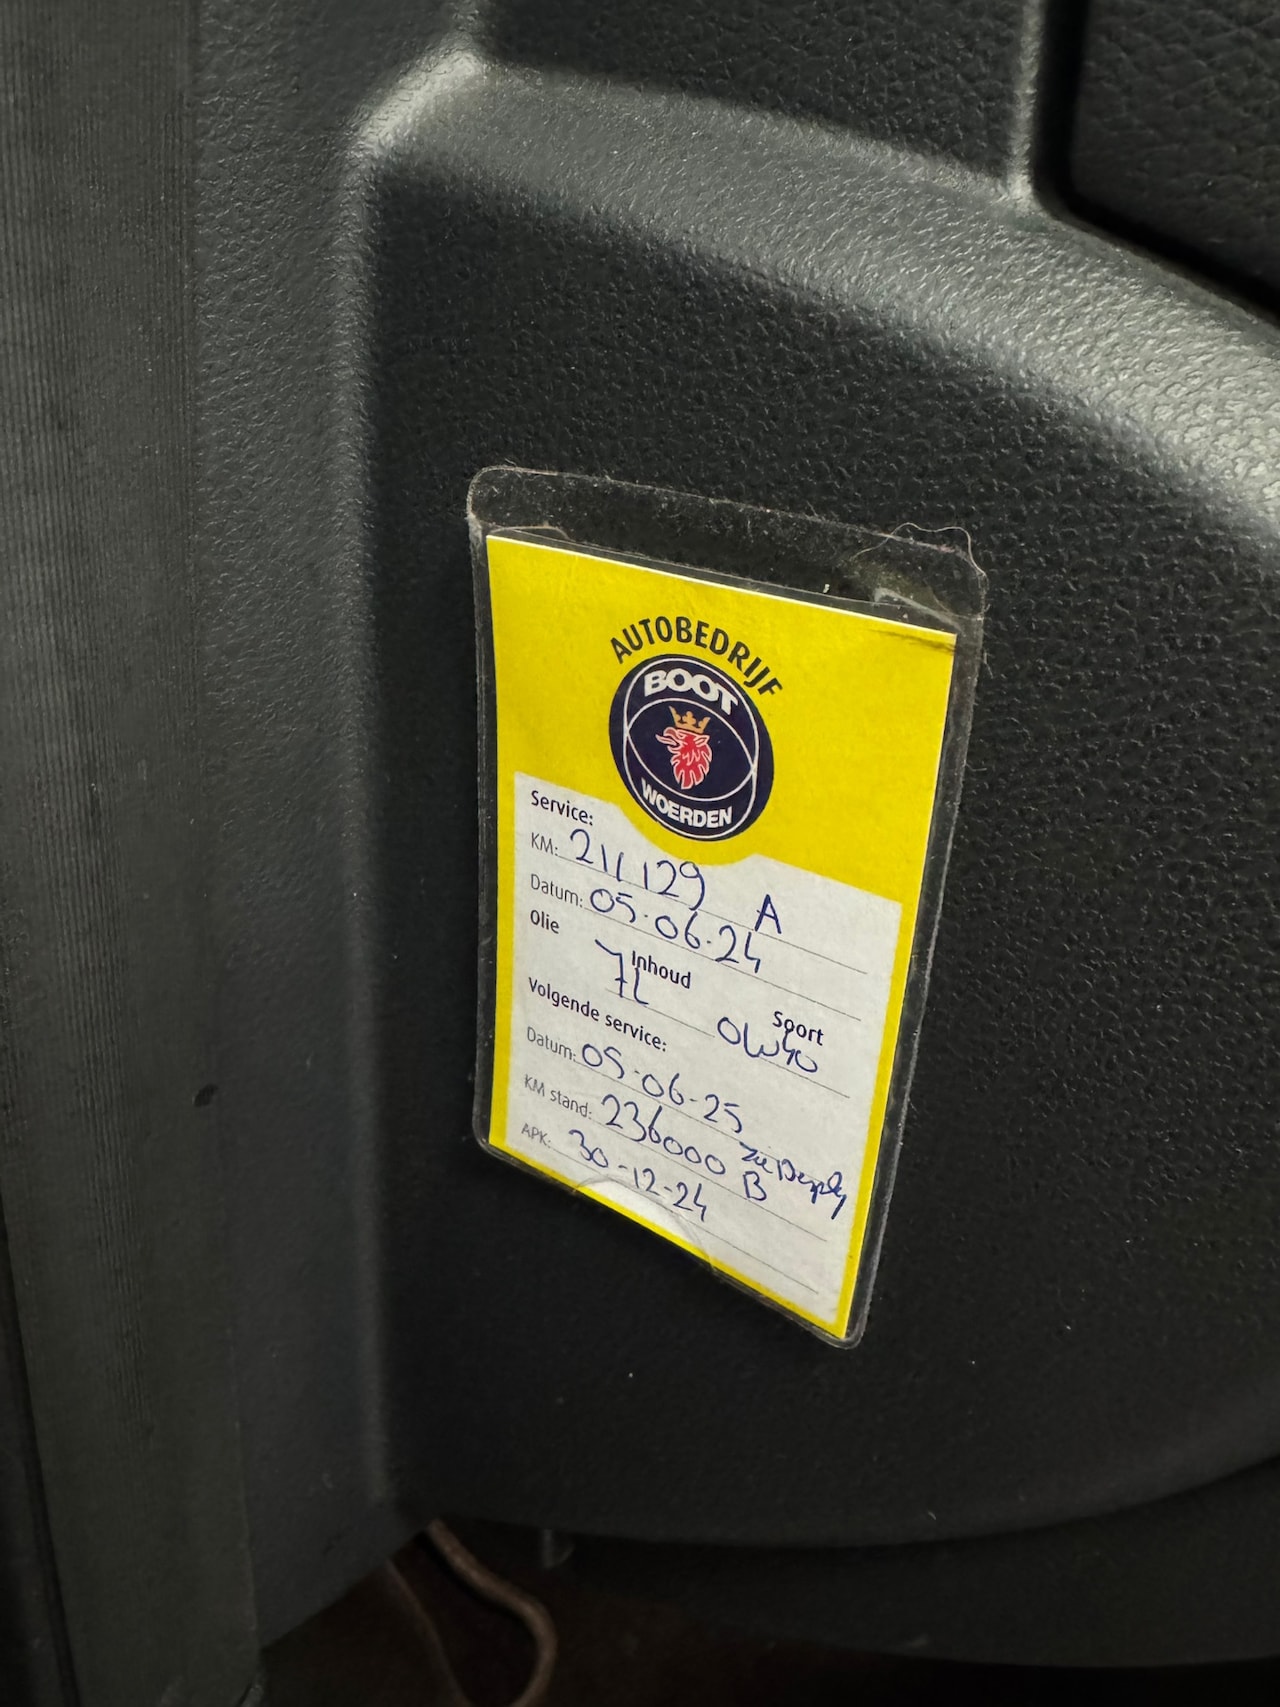 AUTOBEDRIJF
BOOT
WOERDEN
Service:
KM: 211129 A
Datum: 05-06-24
Olie Inhoud Soort
7L 0W40
Volgende service:
Datum: 05-06-25
KM stand: 236000 B
APK: 30-12-24